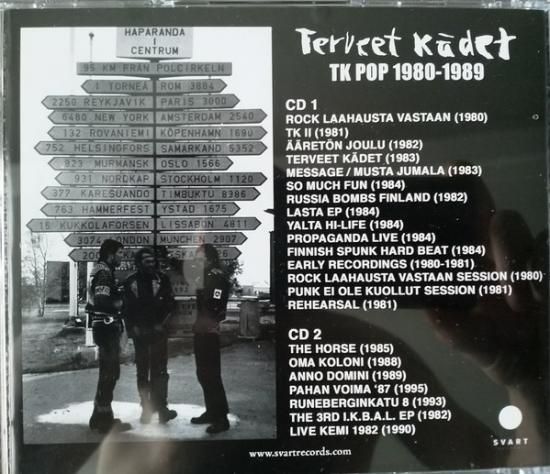 HAPARANDA
I
CENTRUM
95 KM FRÅN POLCIRKELN
1 TORNEÅ ROM 3884
2250 REYKJAVIK PARIS 3000
6480 NEW YORK AMSTERDAM 2540
132 ROVANIEMI KÖPENHAMN 1690
752 HELSINGFORS SAMARKAND 5352
823 MURMANSK OSLO 1566
931 NORDKAP STOCKHOLM 1120
377 KARESUANDO TIMBUKTU 8386
763 HAMMERFEST YSTAD 1675
15 KUKKOLAFORSEN LISSABON 4811
3074 LONDON MÜNCHEN 2907
Terveet Kädet
TK POP 1980-1989
CD 1
ROCK LAAHAUSTA VASTAAN (1980)
TK II (1981)
ÄÄRETÖN JOULU (1982)
TERVEET KÄDET (1983)
MESSAGE / MUSTA JUMALA (1983)
SO MUCH FUN (1984)
RUSSIA BOMBS FINLAND (1982)
LASTA EP (1984)
YALTA HI-LIFE (1984)
PROPAGANDA LIVE (1984)
FINNISH SPUNK HARD BEAT (1984)
EARLY RECORDINGS (1980-1981)
ROCK LAAHAUSTA VASTAAN SESSION (1980)
PUNK EI OLE KUOLLUT SESSION (1981)
REHEARSAL (1981)
CD 2
THE HORSE (1985)
OMA KOLONI (1988)
ANNO DOMINI (1989)
PAHAN VOIMA '87 (1995)
RUNEBERGINKATU 8 (1993)
THE 3RD I.K.B.A.L. EP (1982)
LIVE KEMI 1982 (1990)
www.svartrecords.com
SVART